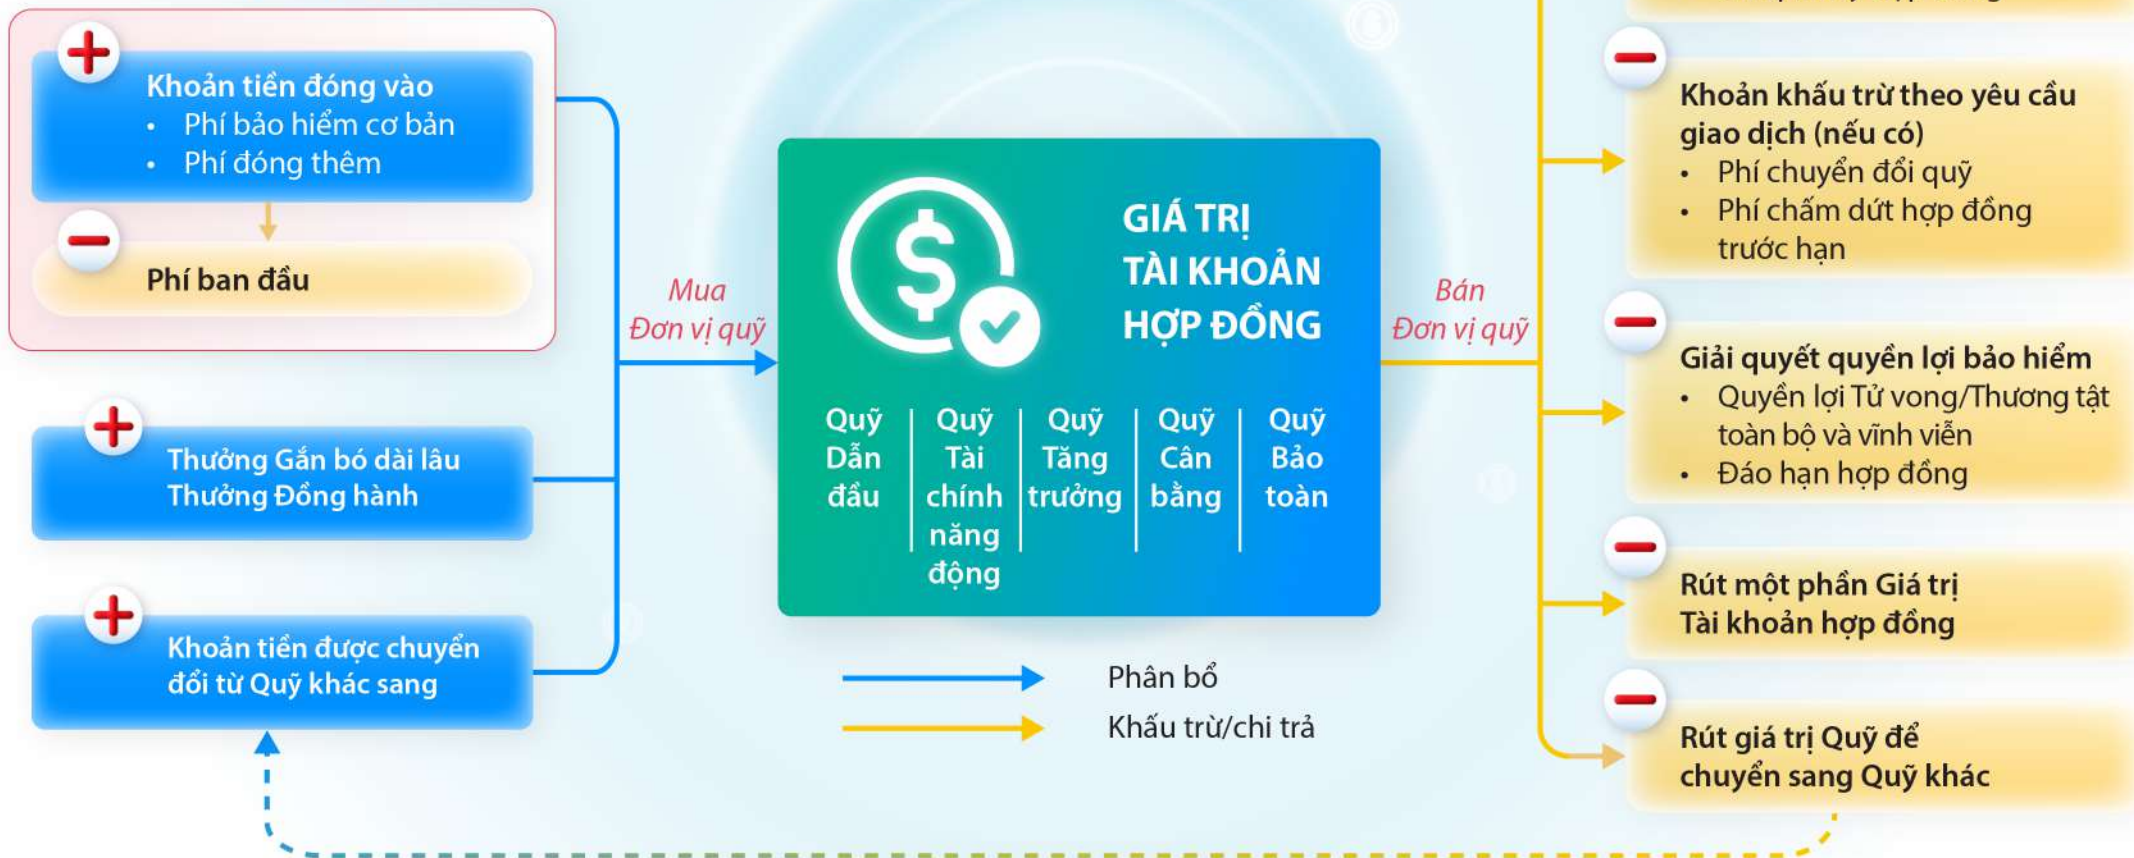 Khoản tiền đóng vào
• Phí bảo hiểm cơ bản
• Phí đóng thêm
Phí ban đầu
Thưởng Gắn bó dài lâu
Thưởng Đồng hành
Khoản tiền được chuyển
đổi từ Quỹ khác sang
Mua
Đơn vị quỹ
GIÁ TRỊ
TÀI KHOẢN
HỢP ĐỒNG
Quỹ
Dẫn
đầu
Quỹ
Tài
chính
năng
động
Quỹ
Tăng
trưởng
Quỹ
Cân
bằng
Quỹ
Bảo
toàn
Phân bổ
Khấu trừ/chi trả
Bán
Đơn vị quỹ
Khoản khấu trừ theo yêu cầu
giao dịch (nếu có)
• Phí chuyển đổi quỹ
• Phí chấm dứt hợp đồng
trước hạn
Giải quyết quyền lợi bảo hiểm
• Quyền lợi Tử vong/Thương tật
toàn bộ và vĩnh viễn
• Đáo hạn hợp đồng
Rút một phần Giá trị
Tài khoản hợp đồng
Rút giá trị Quỹ để
chuyển sang Quỹ khác